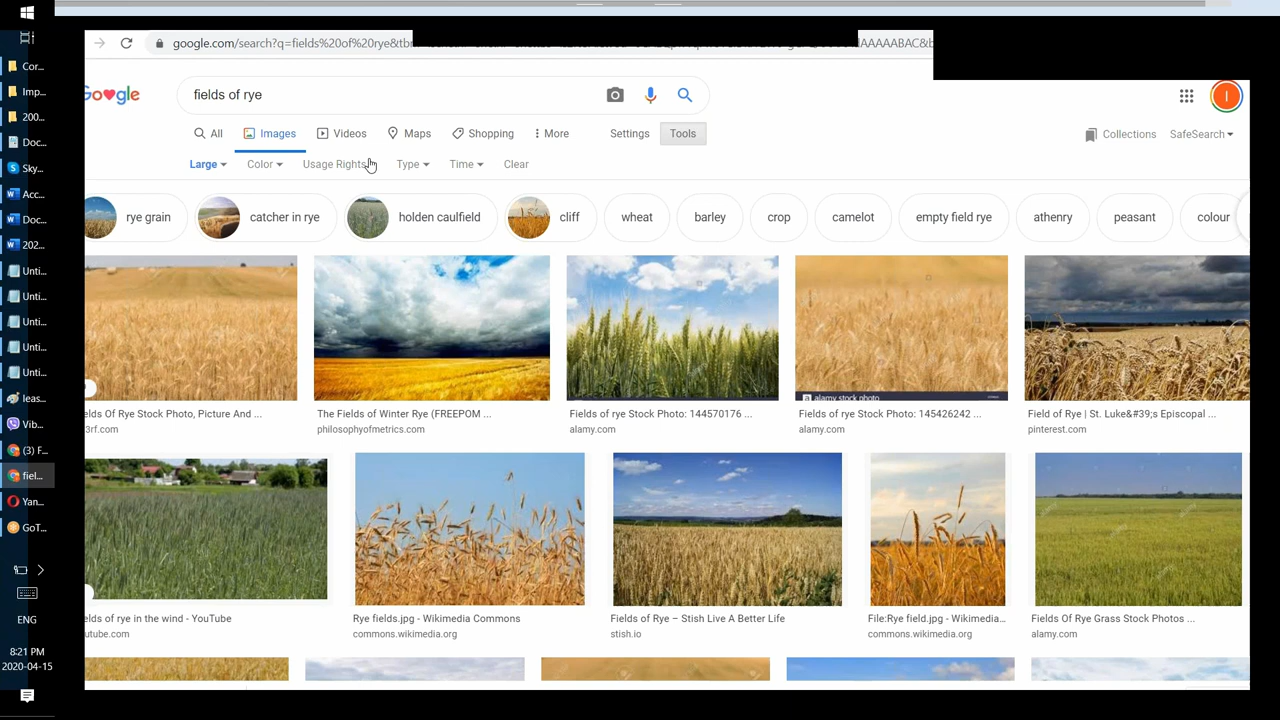 google.com/search?q=fields%20of%20rye&tb
AAAAABAC&b
Google
fields of rye
All Images Videos Maps Shopping More Settings Tools
Collections SafeSearch
Large Color Usage Rights Type Time Clear
rye grain catcher in rye holden caulfield cliff wheat barley crop camelot empty field rye athenry peasant colour
elds Of Rye Stock Photo, Picture And ...
3rf.com
The Fields of Winter Rye (FREEPOM ...
philosophyofmetrics.com
Fields of rye Stock Photo: 144570176 ...
alamy.com
a alamy stock photo
Fields of rye Stock Photo: 145426242 ...
alamy.com
Field of Rye | St. Luke&#39;s Episcopal ...
pinterest.com
elds of rye in the wind - YouTube
utube.com
Rye fields.jpg - Wikimedia Commons
commons.wikimedia.org
Fields of Rye – Stish Live A Better Life
stish.io
File:Rye field.jpg - Wikimedia...
commons.wikimedia.org
Fields Of Rye Grass Stock Photos ...
alamy.com
Cor...
Imp...
200...
Doc...
Sky...
Acc...
Doc...
202...
Unti...
Unti...
Unti...
Unti...
Unti...
leas...
Vib...
(3) F...
fiel...
Yan...
GoT...
ENG
8:21 PM
2020-04-15